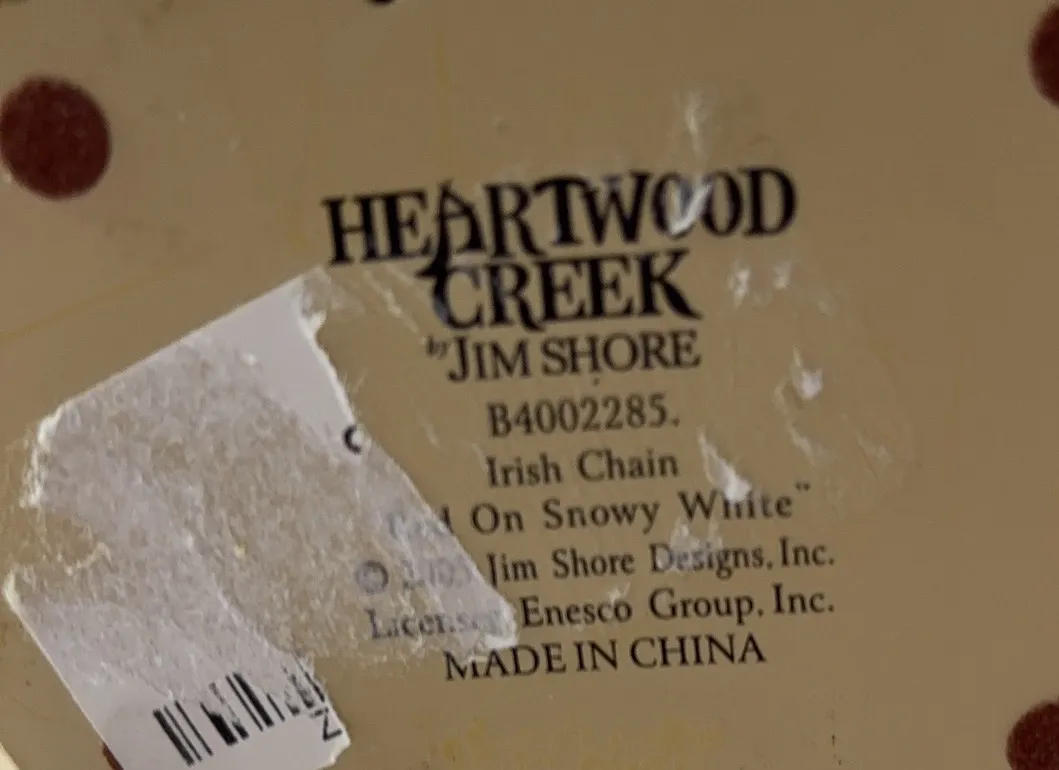 HEARTWOOD
CREEK
by JIM SHORE
B4002285.
Irish Chain
On Snowy White"
© Jim Shore Designs, Inc.
Enesco Group, Inc.
MADE IN CHINA